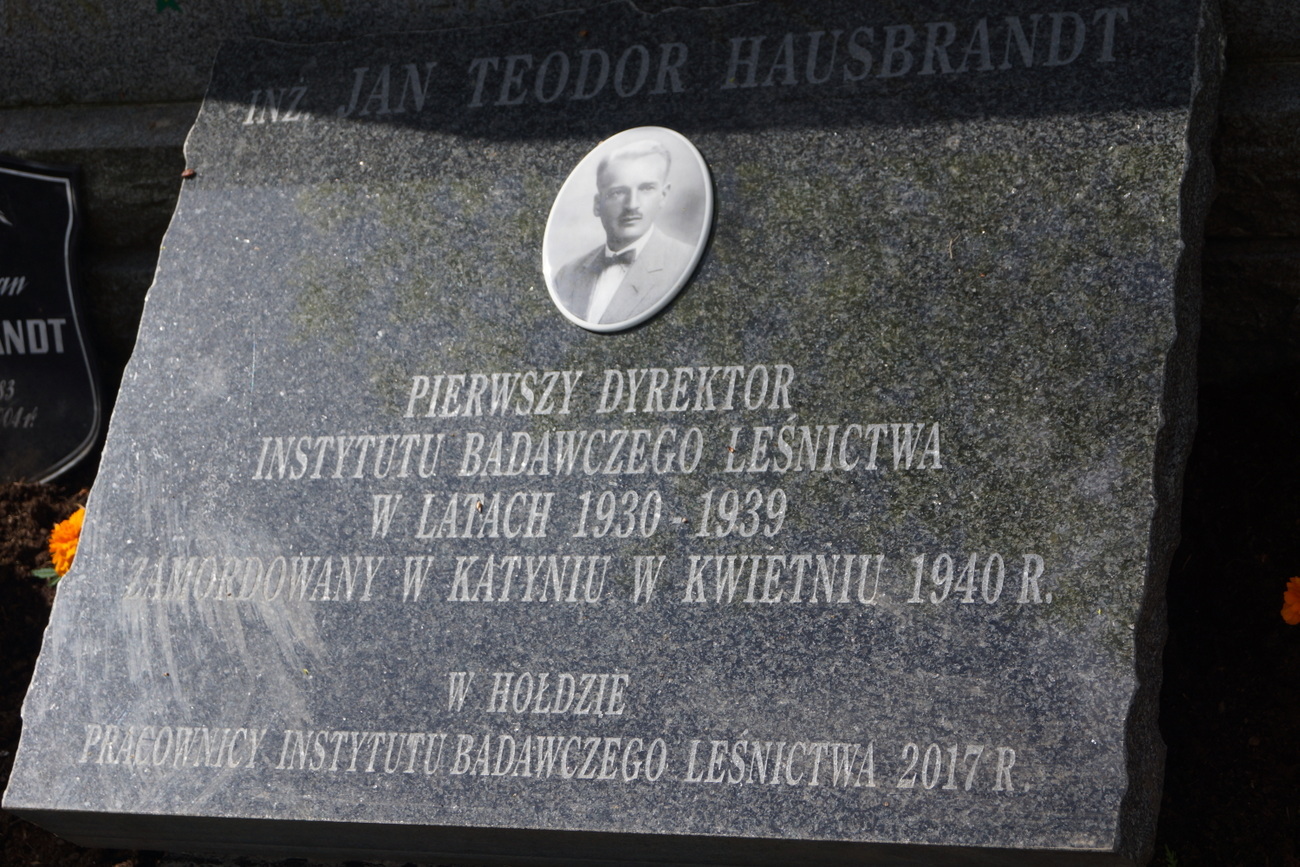 INŻ. JAN TEODOR HAUSBRANDT
PIERWSZY DYREKTOR
INSTYTUTU BADAWCZEGO LEŚNICTWA
W LATACH 1930 - 1939
ZAMORDOWANY W KATYNIU W KWIETNIU 1940 R.
W HOŁDZIE
PRACOWNICY INSTYTUTU BADAWCZEGO LEŚNICTWA 2017 R.